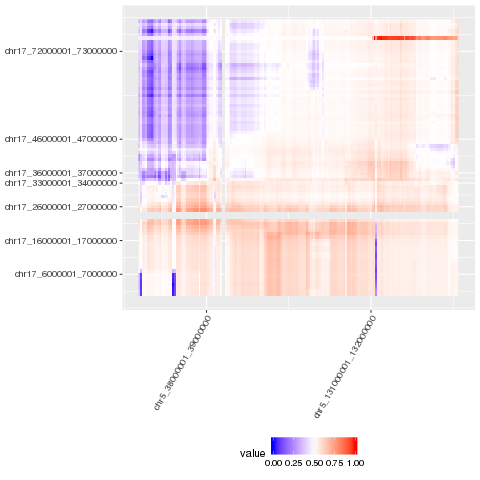 chr17_72000001_73000000
chr17_46000001_47000000
chr17_36000001_37000000
chr17_33000001_34000000
chr17_26000001_27000000
chr17_16000001_17000000
chr17_6000001_7000000
chr5_38000001_39000000
chr5_131000001_132000000
value
0.00 0.25 0.50 0.75 1.00